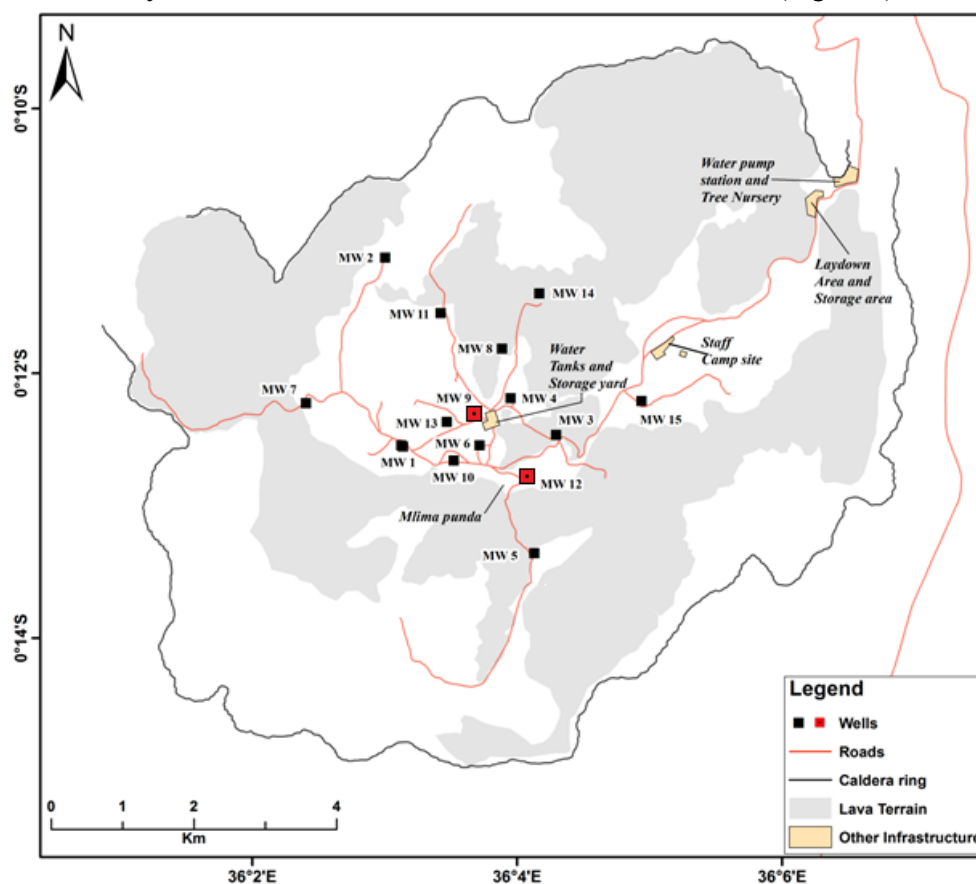 N
0°10'S
0°12'S
0°14'S
Water pump
station and
Tree Nursery
Laydown
Area and
Storage area
MW 2
MW 14
MW 11
MW 8
Staff
Camp site
Water
Tanks and
Storage yard
MW 7
MW 9
MW 4
MW 15
MW 13
MW 3
MW 6
MW 1
MW 10
MW 12
Mlima punda
MW 5
Legend
Wells
Roads
Caldera ring
Lava Terrain
Other Infrastructure
0 1 2 4
Km
36°2'E
36°4'E
36°6'E